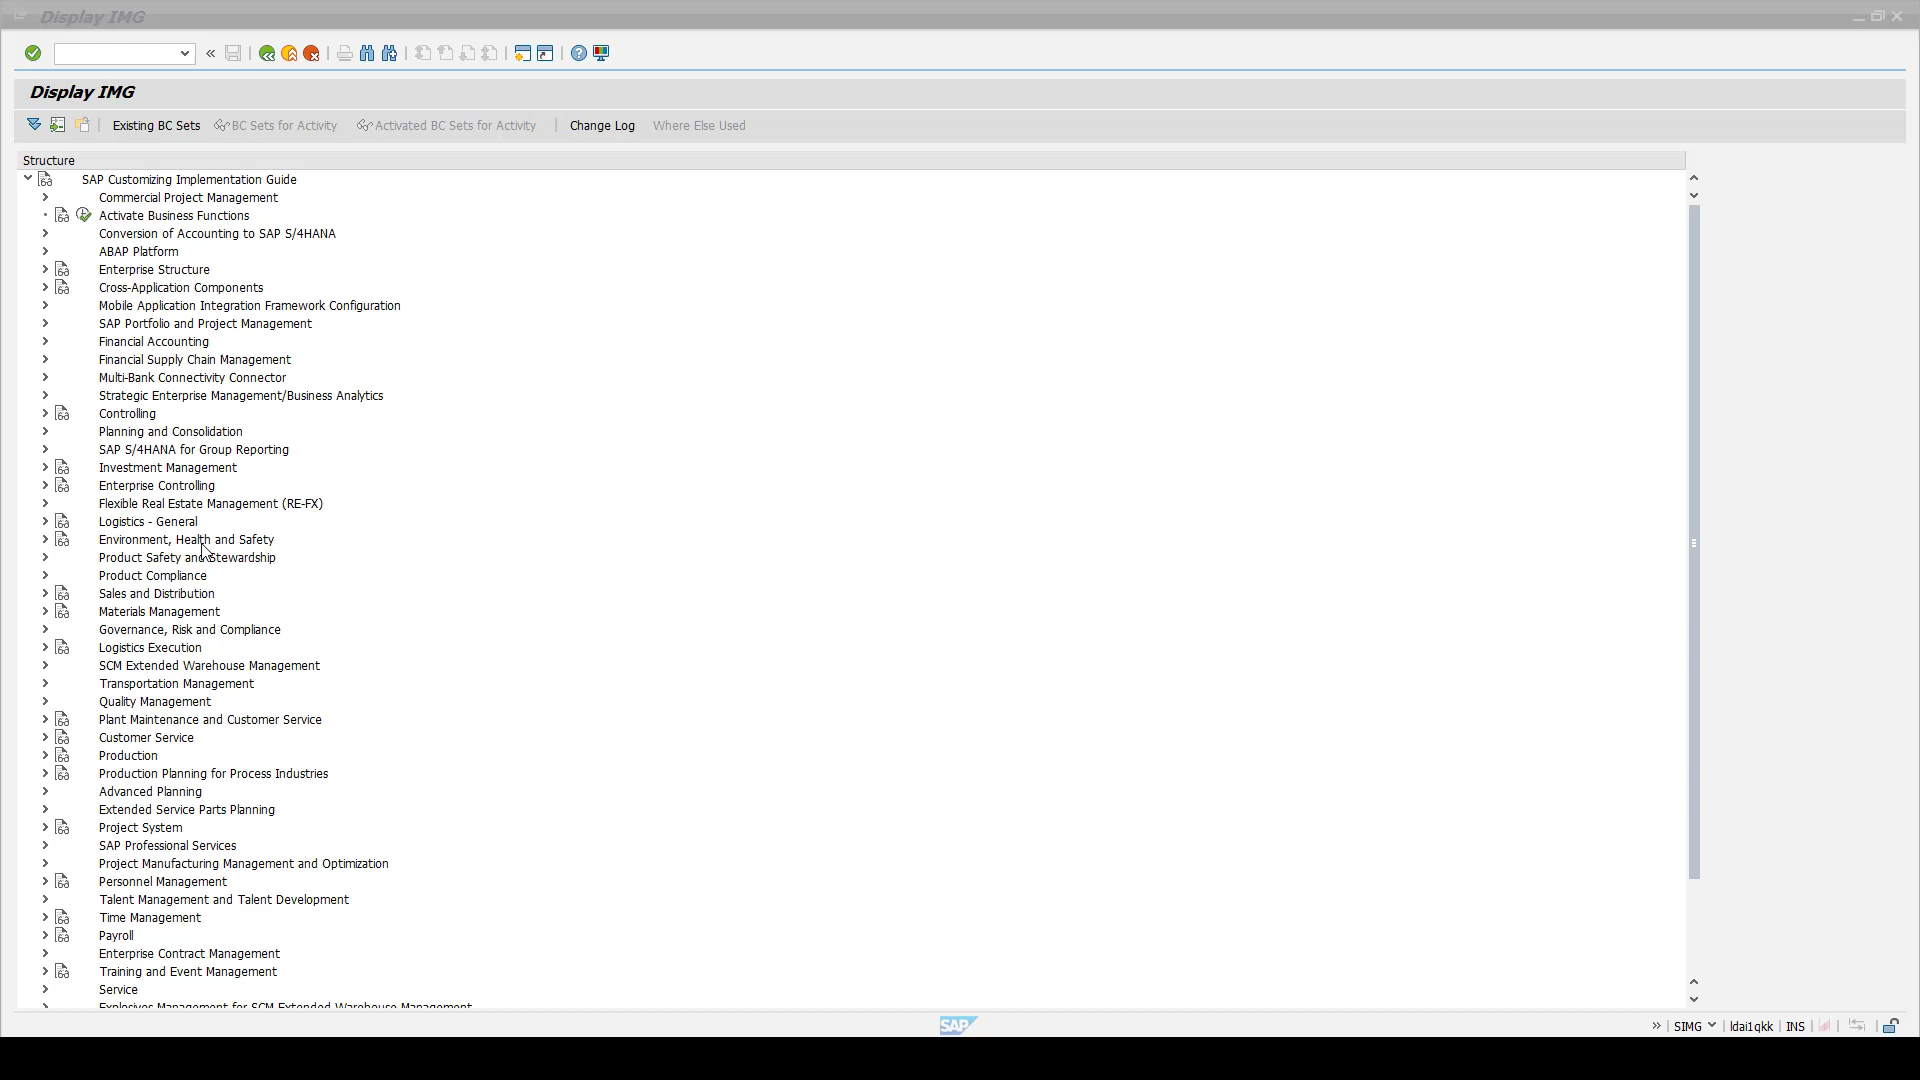 Display IMG
Display IMG
Existing BC Sets BC Sets for Activity Activated BC Sets for Activity Change Log Where Else Used
Structure
SAP Customizing Implementation Guide
Commercial Project Management
Activate Business Functions
Conversion of Accounting to SAP S/4HANA
ABAP Platform
Enterprise Structure
Cross-Application Components
Mobile Application Integration Framework Configuration
SAP Portfolio and Project Management
Financial Accounting
Financial Supply Chain Management
Multi-Bank Connectivity Connector
Strategic Enterprise Management/Business Analytics
Controlling
Planning and Consolidation
SAP S/4HANA for Group Reporting
Investment Management
Enterprise Controlling
Flexible Real Estate Management (RE-FX)
Logistics - General
Environment, Health and Safety
Product Safety and Stewardship
Product Compliance
Sales and Distribution
Materials Management
Governance, Risk and Compliance
Logistics Execution
SCM Extended Warehouse Management
Transportation Management
Quality Management
Plant Maintenance and Customer Service
Customer Service
Production
Production Planning for Process Industries
Advanced Planning
Extended Service Parts Planning
Project System
SAP Professional Services
Project Manufacturing Management and Optimization
Personnel Management
Talent Management and Talent Development
Time Management
Payroll
Enterprise Contract Management
Training and Event Management
Service
Explosives Management for SCM Extended Warehouse Management
SAP
SIMG ldai1qkk INS